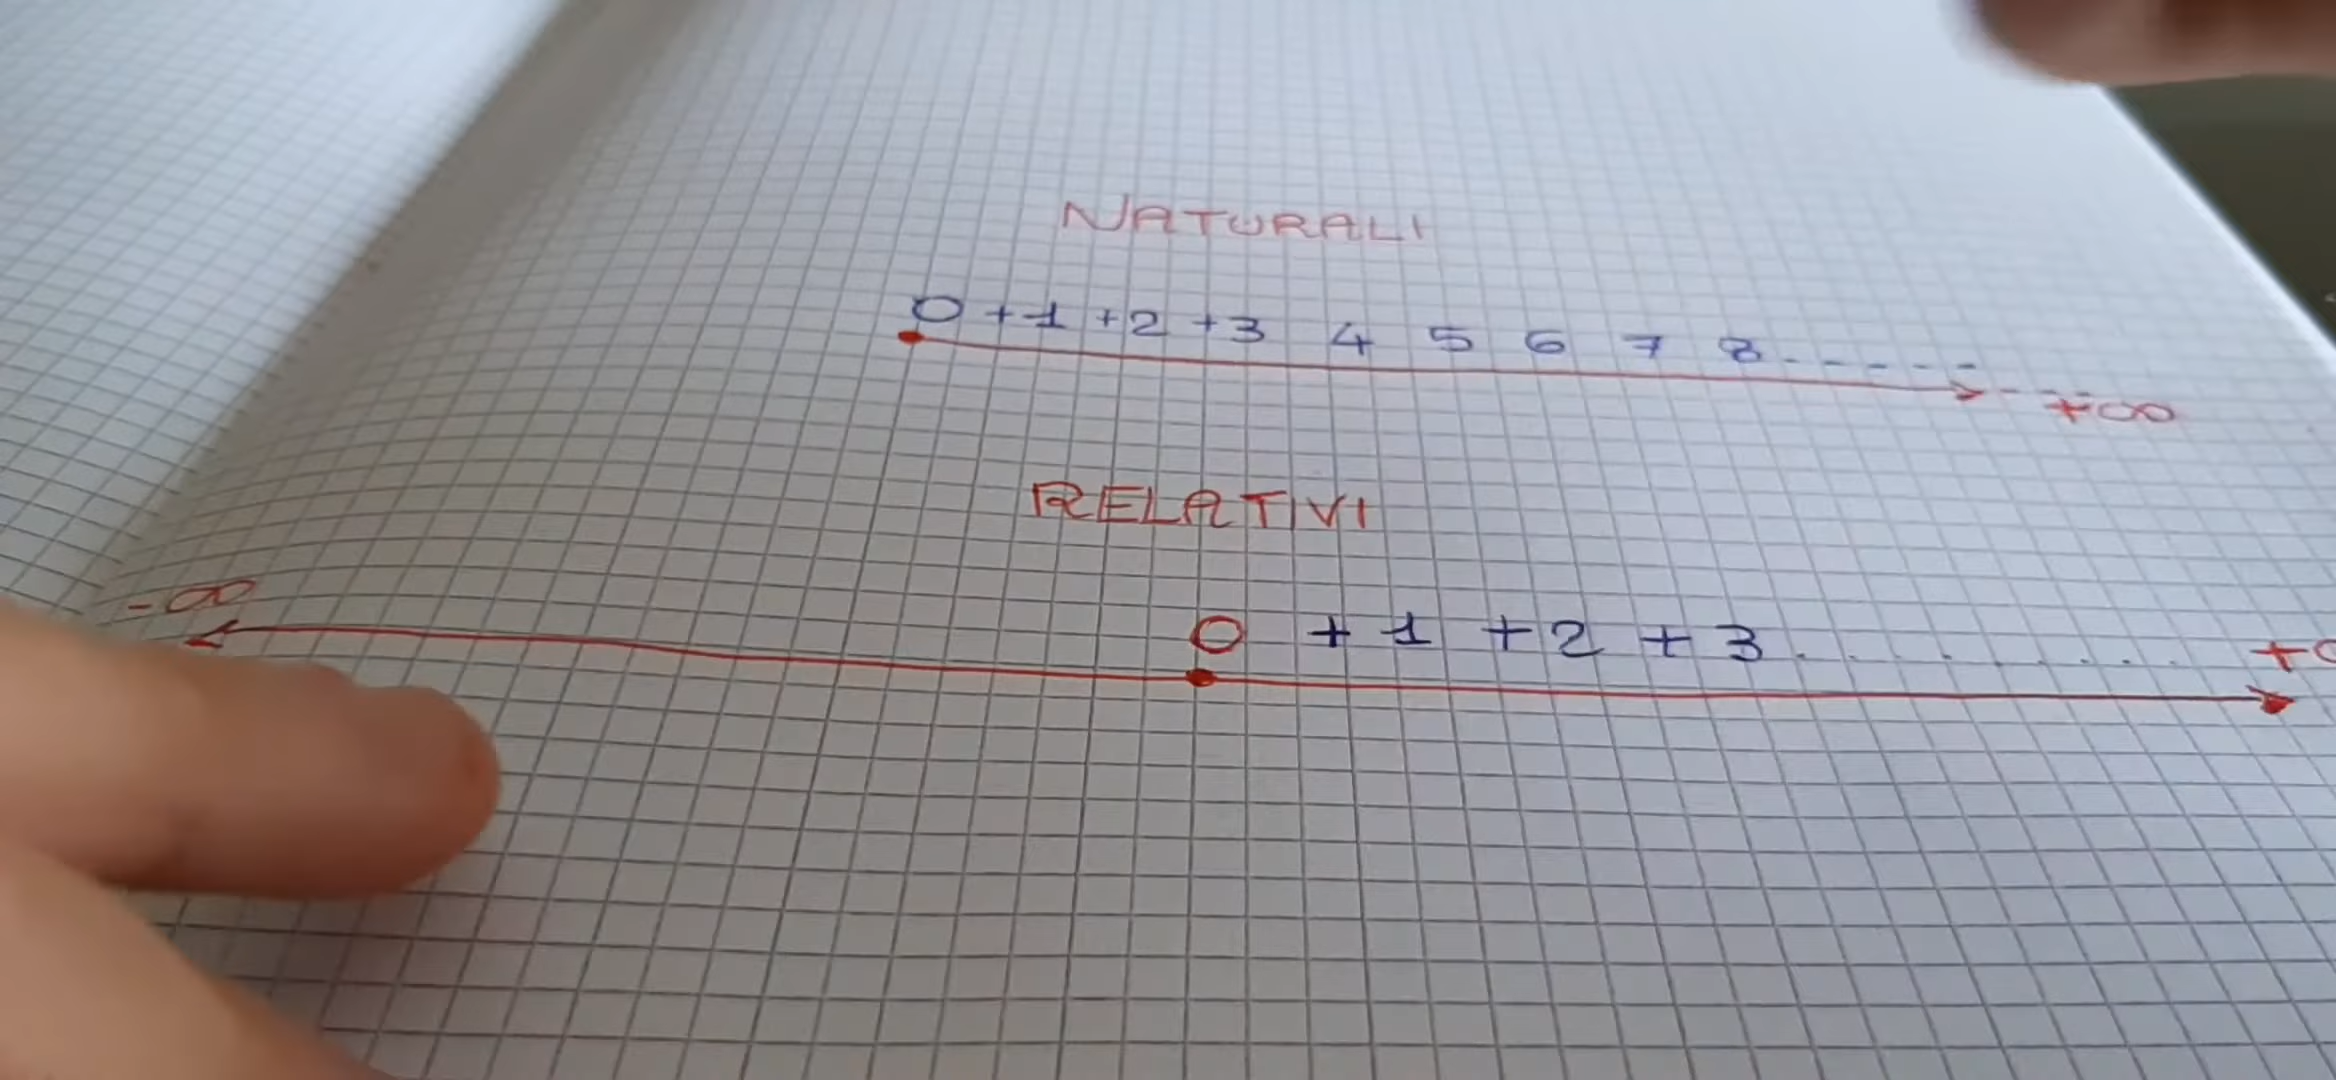 NATURALI
0 +1 +2 +3 4 5 6 7 8 - - - - -
- - - +∞
RELATIVI
-∞
0 +1 +2 +3 . . . . . . . . . +